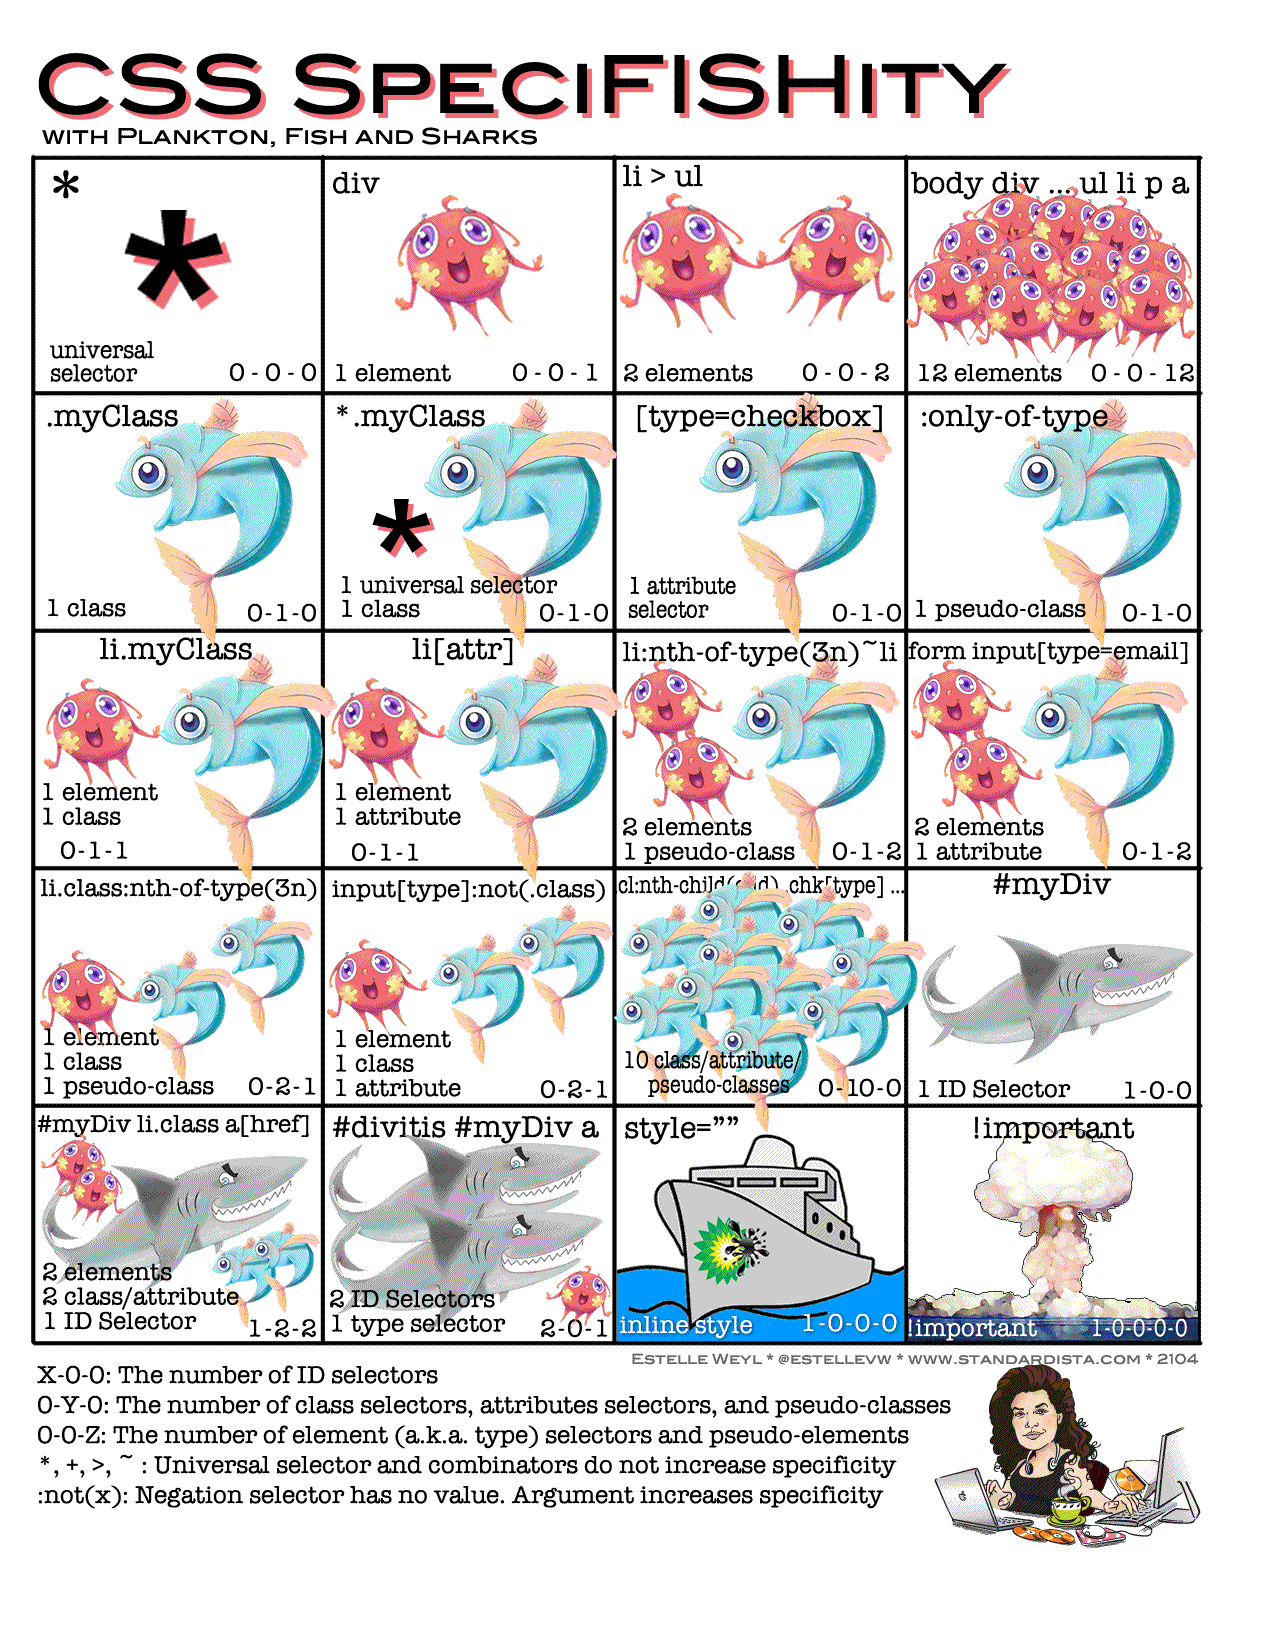 CSS SpeciFISHity
with Plankton, Fish and Sharks
*
*
universal
selector 0 - 0 - 0
div
1 element 0 - 0 - 1
li > ul
2 elements 0 - 0 - 2
body div ... ul li p a
12 elements 0 - 0 - 12
.myClass
1 class 0-1-0
* .myClass
*
1 universal selector
1 class 0-1-0
[type=checkbox]
1 attribute
selector 0-1-0
:only-of-type
1 pseudo-class 0-1-0
li.myClass
1 element
1 class
0-1-1
li[attr]
1 element
1 attribute
0-1-1
li:nth-of-type(3n)~li
2 elements
1 pseudo-class 0-1-2
form input[type=email]
2 elements
1 attribute 0-1-2
li.class:nth-of-type(3n)
1 element
1 class
1 pseudo-class 0-2-1
input[type]:not(.class)
1 element
1 class
1 attribute 0-2-1
cl:nth-child(odd) .chk[type] ...
10 class/attribute/
pseudo-classes 0-10-0
#myDiv
1 ID Selector 1-0-0
#myDiv li.class a[href]
2 elements
2 class/attribute
1 ID Selector 1-2-2
#divitis #myDiv a
2 ID Selectors
1 type selector 2-0-1
style=””
inline style 1-0-0-0
!important
!important 1-0-0-0-0
Estelle Weyl * @estellevw * www.standardista.com * 2104
X-0-0: The number of ID selectors
0-Y-0: The number of class selectors, attributes selectors, and pseudo-classes
0-0-Z: The number of element (a.k.a. type) selectors and pseudo-elements
*, +, >, ~ : Universal selector and combinators do not increase specificity
:not(x): Negation selector has no value. Argument increases specificity